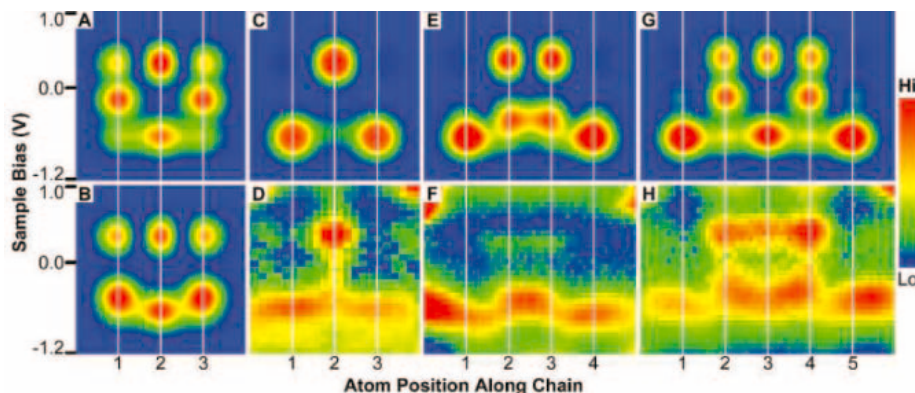 1.0
A
C
E
G
Hi
0.0
Sample Bias (V)
-1.2
1.0
B
D
F
H
0.0
Lo
-1.2
1 2 3 1 2 3 1 2 3 4 1 2 3 4 5
Atom Position Along Chain